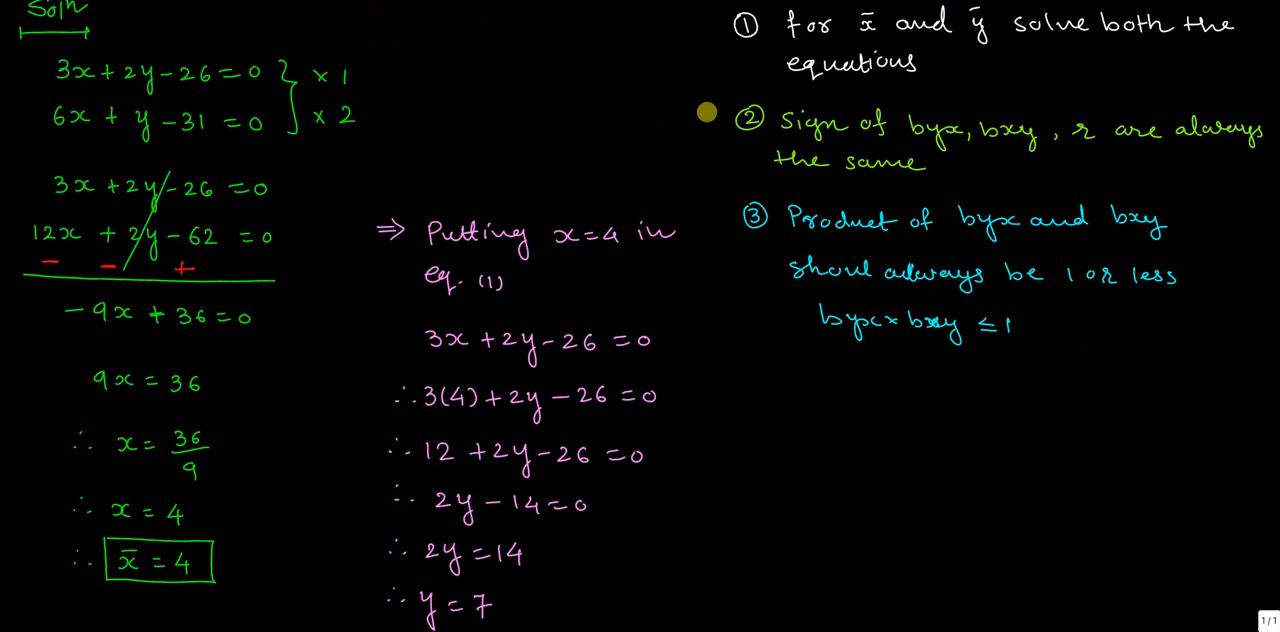 Soln
3x + 2y - 26 = 0 } × 1
6x + y - 31 = 0 } × 2
3x + 2y - 26 = 0
12x + 2y - 62 = 0
- - +
- 9x + 36 = 0
9x = 36
∴ x = 36/9
∴ x = 4
∴ x̄ = 4
⇒ Putting x = 4 in
eq. (1)
3x + 2y - 26 = 0
∴ 3(4) + 2y - 26 = 0
∴ 12 + 2y - 26 = 0
∴ 2y - 14 = 0
∴ 2y = 14
∴ y = 7
① for x̄ and ȳ solve both the
equations
② Sign of byx, bxy, r are always
the same
③ Product of byx and bxy
shoul always be 1 or less
byx × bxy ≤ 1
1/1